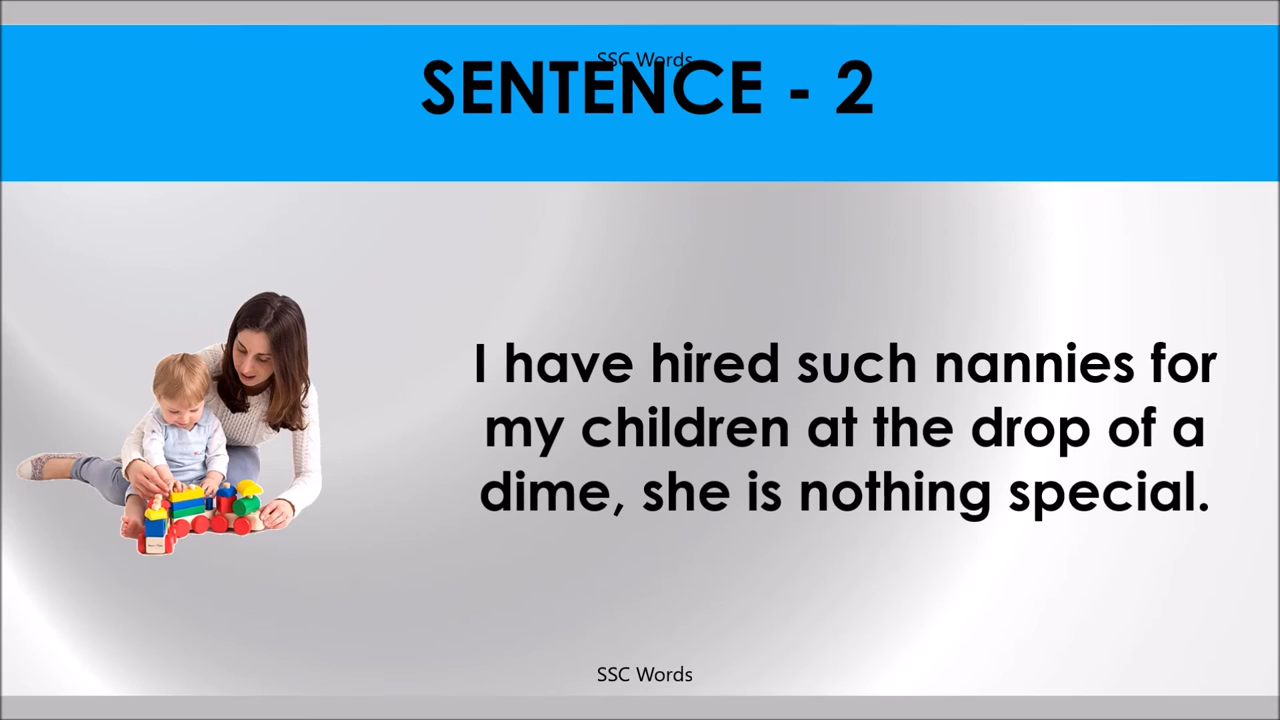 SSC Words
SENTENCE - 2
I have hired such nannies for
my children at the drop of a
dime, she is nothing special.
SSC Words